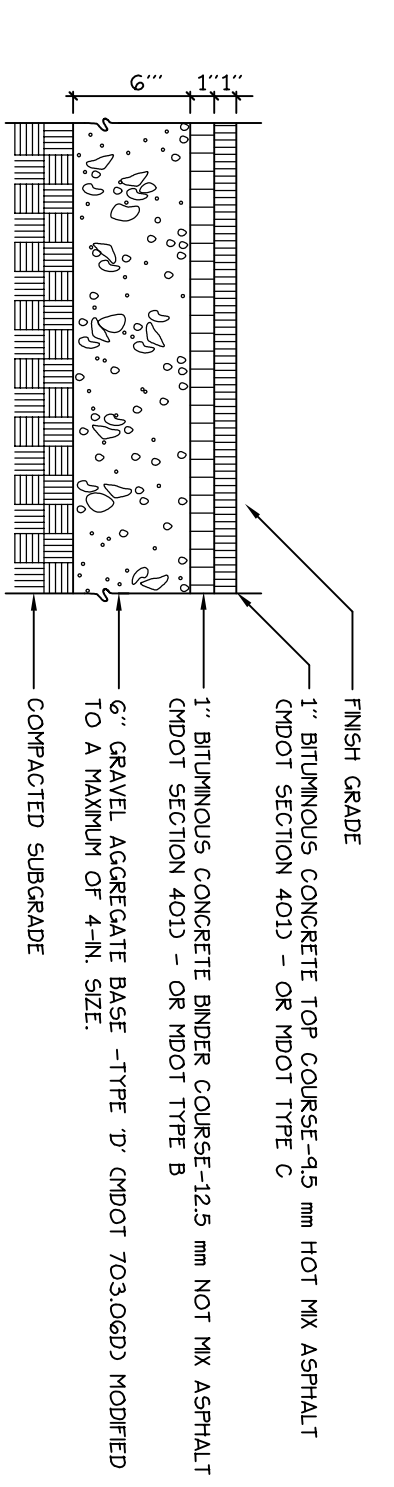 6'''
1''
1''
FINISH GRADE
1" BITUMINOUS CONCRETE TOP COURSE-9.5 mm HOT MIX ASPHALT
(MDOT SECTION 401) - OR MDOT TYPE C
1" BITUMINOUS CONCRETE BINDER COURSE-12.5 mm NOT MIX ASPHALT
(MDOT SECTION 401) - OR MDOT TYPE B
6" GRAVEL AGGREGATE BASE -TYPE 'D' (MDOT 703.06D) MODIFIED
TO A MAXIMUM OF 4-IN. SIZE.
COMPACTED SUBGRADE